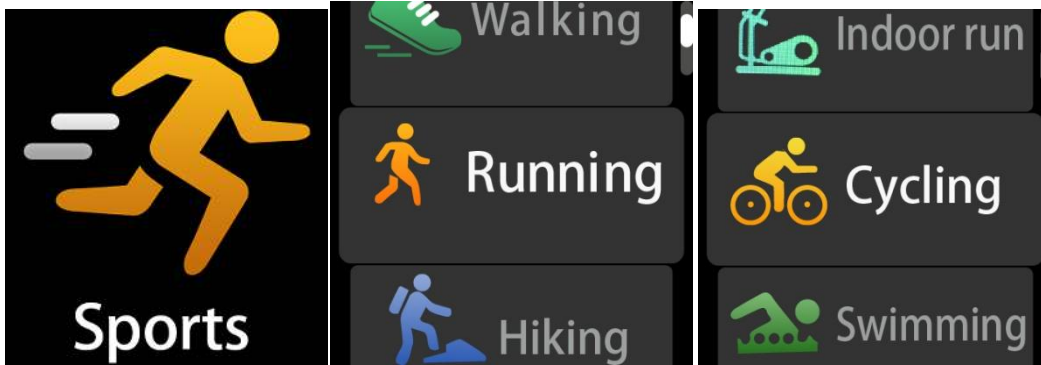 Sports
Walking
Running
Hiking
Indoor run
Cycling
Swimming